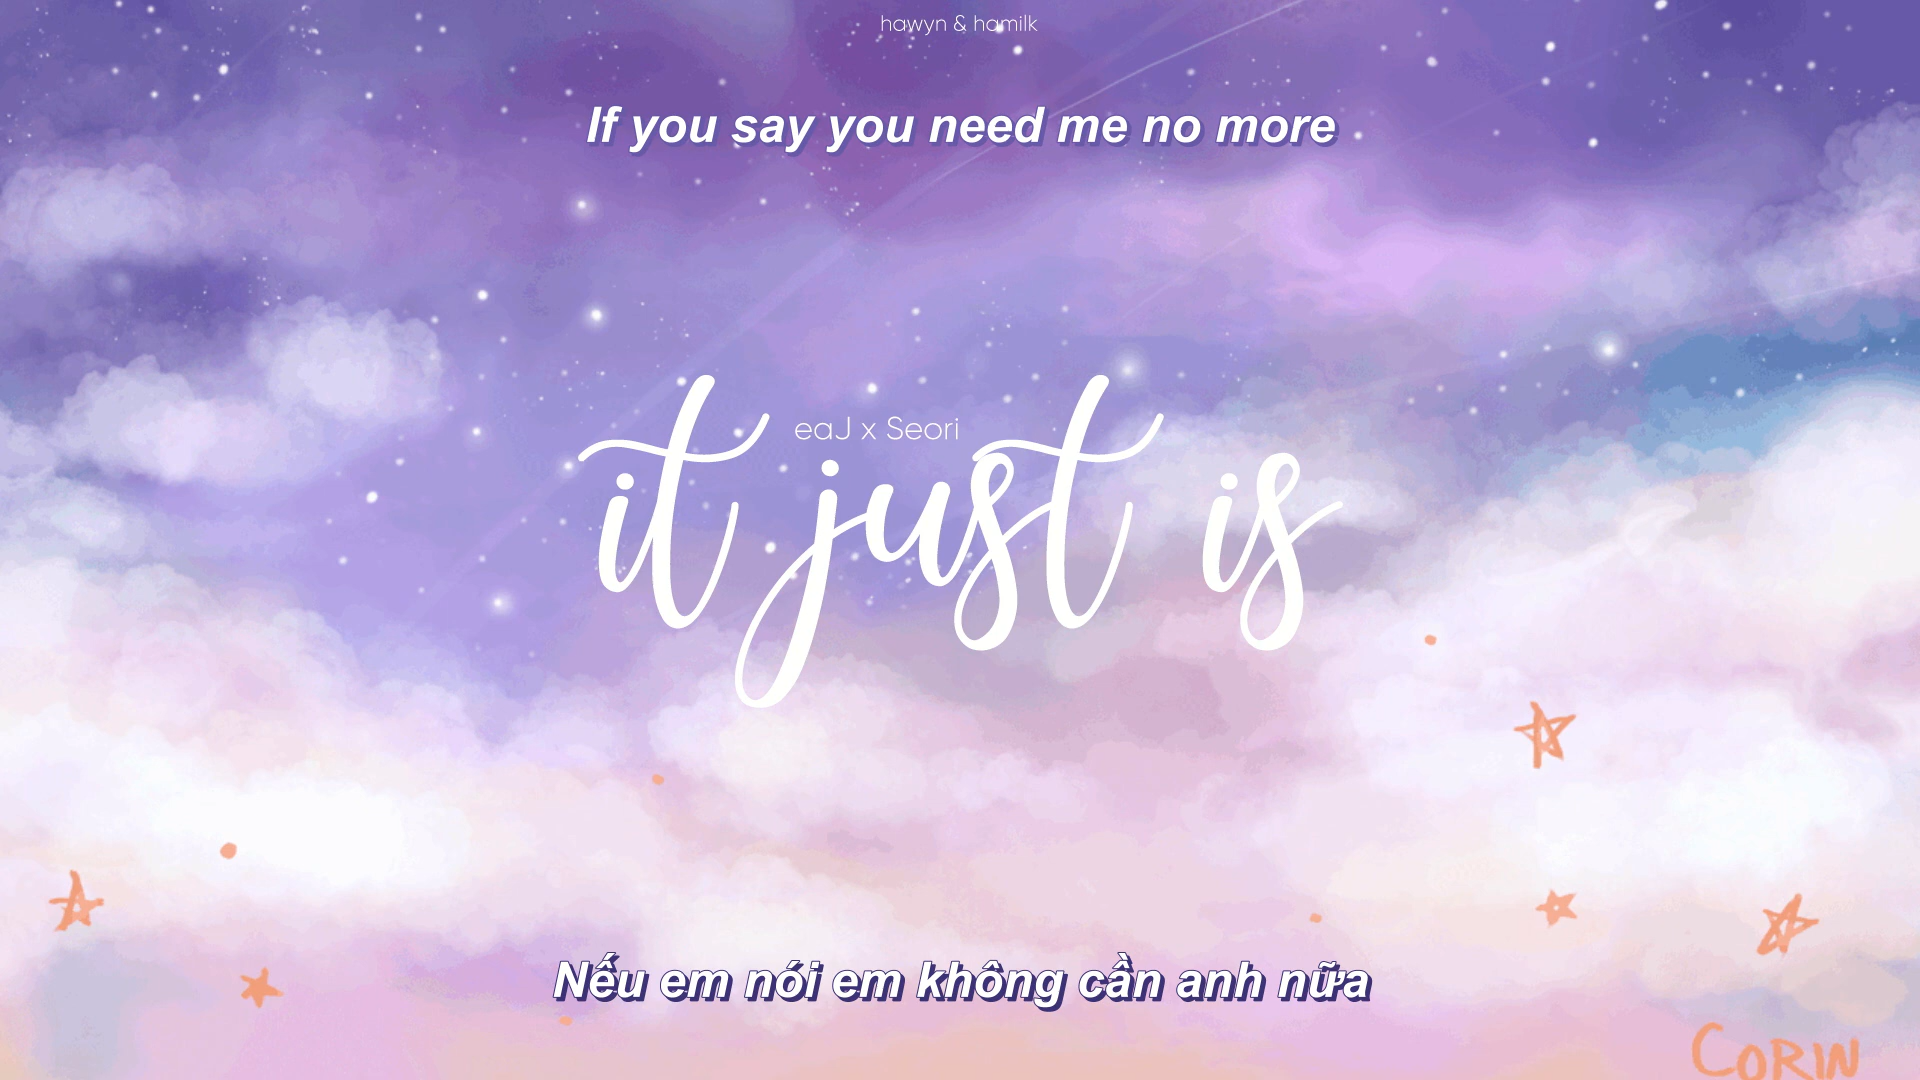 hawyn & hamilk
If you say you need me no more
eaJ x Seori
it just is
Nếu em nói em không cần anh nữa
CORIN